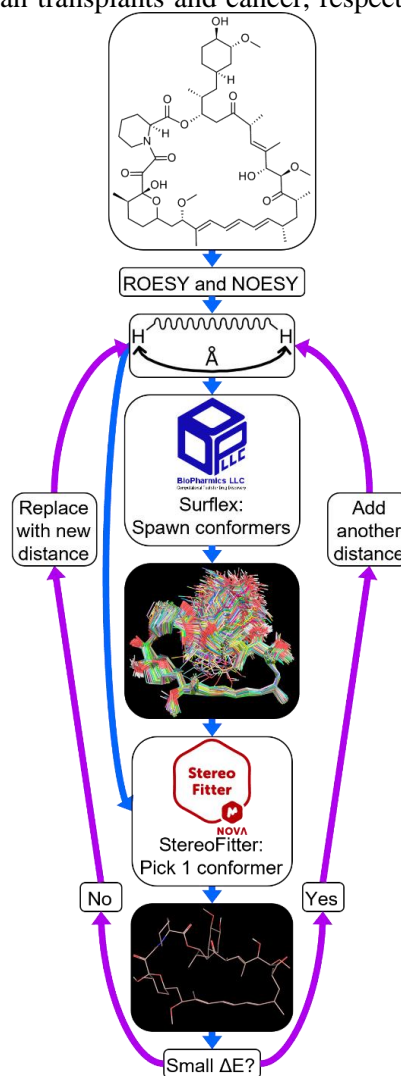 an transplants and cancer, respect
OH
O
H
O
O
O
H
O
N
O
O
HO
O
O
OH
O
O
O
ROESY and NOESY
H H
Å
BioPharmics LLC
Surflex:
Spawn conformers
Replace
with new
distance
Add
another
distance
Stereo
Fitter
NOVA
StereoFitter:
Pick 1 conformer
No
Yes
Small ΔE?